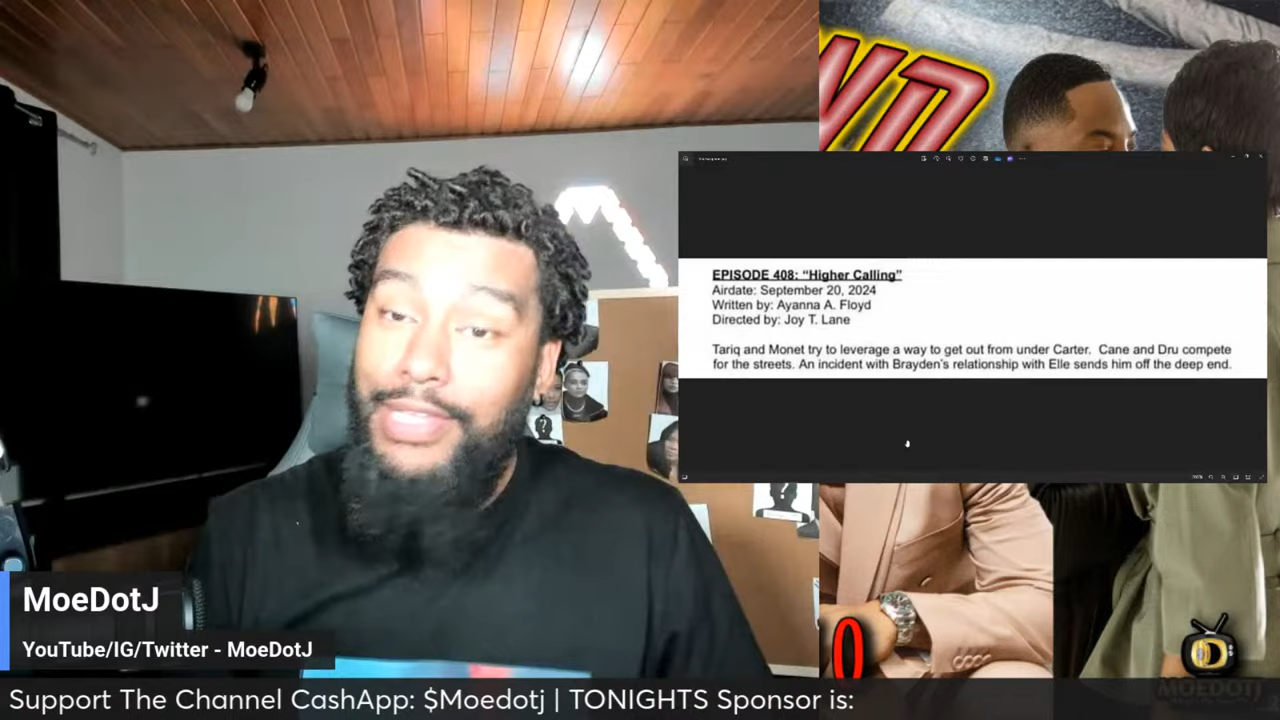 EPISODE 408: “Higher Calling”
Airdate: September 20, 2024
Written by: Ayanna A. Floyd
Directed by: Joy T. Lane
Tariq and Monet try to leverage a way to get out from under Carter. Cane and Dru compete
for the streets. An incident with Brayden's relationship with Elle sends him off the deep end.
MoeDotJ
YouTube/IG/Twitter - MoeDotJ
0
?
?
MOEDOTJ
Support The Channel CashApp: $Moedotj | TONIGHTS Sponsor is: